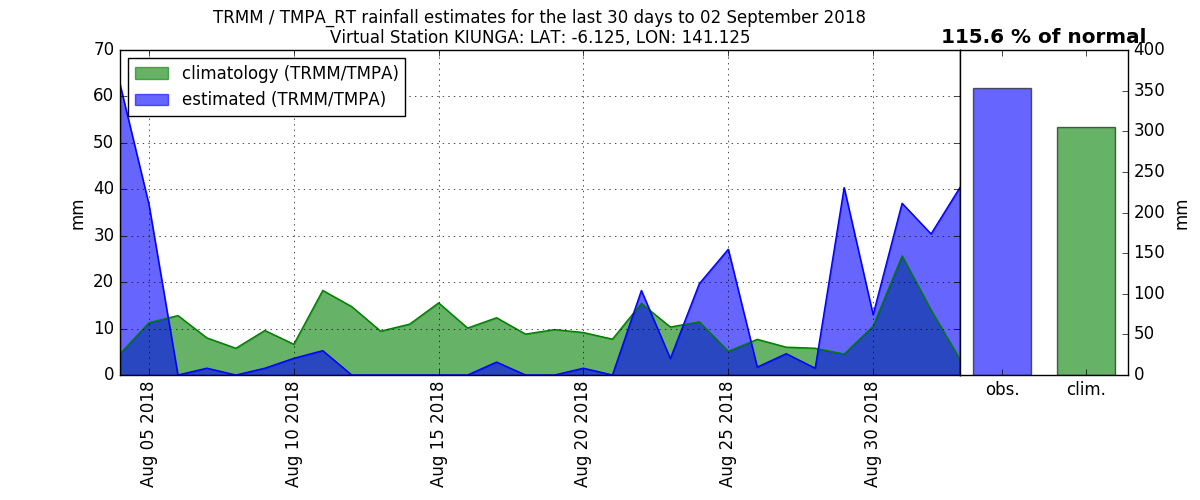 TRMM / TMPA_RT rainfall estimates for the last 30 days to 02 September 2018
Virtual Station KIUNGA: LAT: -6.125, LON: 141.125
115.6 % of normal
climatology (TRMM/TMPA)
estimated (TRMM/TMPA)
mm
70
60
50
40
30
20
10
0
Aug 05 2018
Aug 10 2018
Aug 15 2018
Aug 20 2018
Aug 25 2018
Aug 30 2018
obs.
clim.
400
350
300
250
200
150
100
50
0
mm